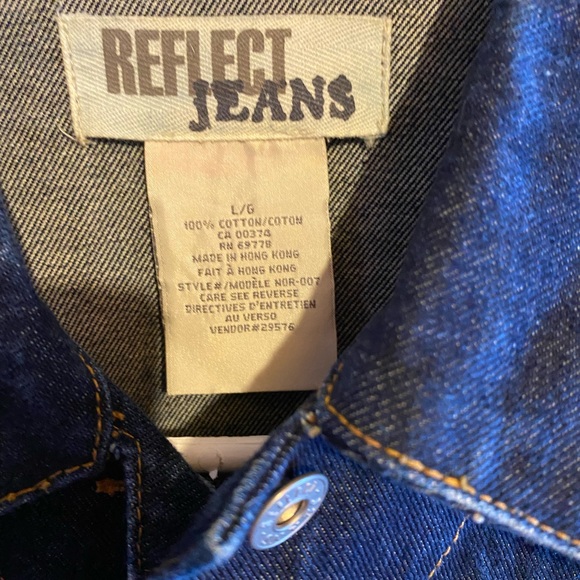 REFLECT
JEANS
L/G
100% COTTON/COTON
CA 00374
RN 69778
MADE IN HONG KONG
FAIT À HONG KONG
STYLE#/MODÈLE NOR-007
CARE SEE REVERSE
DIRECTIVES D'ENTRETIEN
AU VERSO
VENDOR#29576